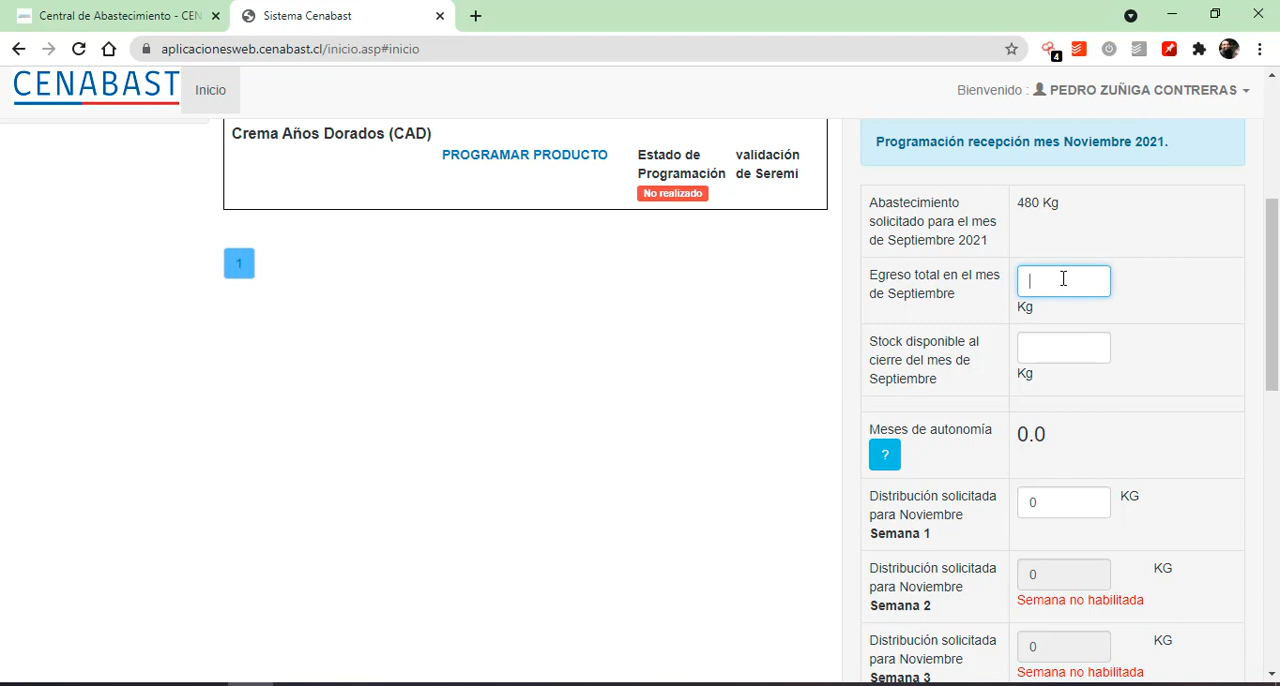 Central de Abastecimiento - CEN
Sistema Cenabast
aplicacionesweb.cenabast.cl/inicio.asp#inicio
4
CENABAST
Inicio
Bienvenido : PEDRO ZUÑIGA CONTRERAS
Crema Años Dorados (CAD)
PROGRAMAR PRODUCTO
Estado de
Programación
No realizado
validación
de Seremi
1
Programación recepción mes Noviembre 2021.
Abastecimiento
solicitado para el mes
de Septiembre 2021
480 Kg
Egreso total en el mes
de Septiembre
Kg
Stock disponible al
cierre del mes de
Septiembre
Kg
Meses de autonomía
?
0.0
Distribución solicitada
para Noviembre
Semana 1
0 KG
Distribución solicitada
para Noviembre
Semana 2
0 KG
Semana no habilitada
Distribución solicitada
para Noviembre
Semana 3
0 KG
Semana no habilitada